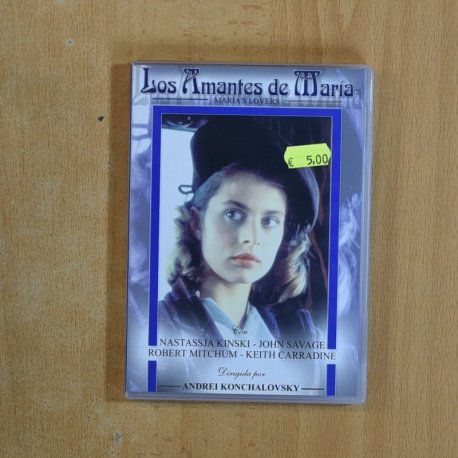 Los Amantes de María
MARIA'S LOVERS
€ 5,00
Con:
NASTASSJA KINSKI - JOHN SAVAGE
ROBERT MITCHUM - KEITH CARRADINE
Dirigida por
ANDREI KONCHALOVSKY